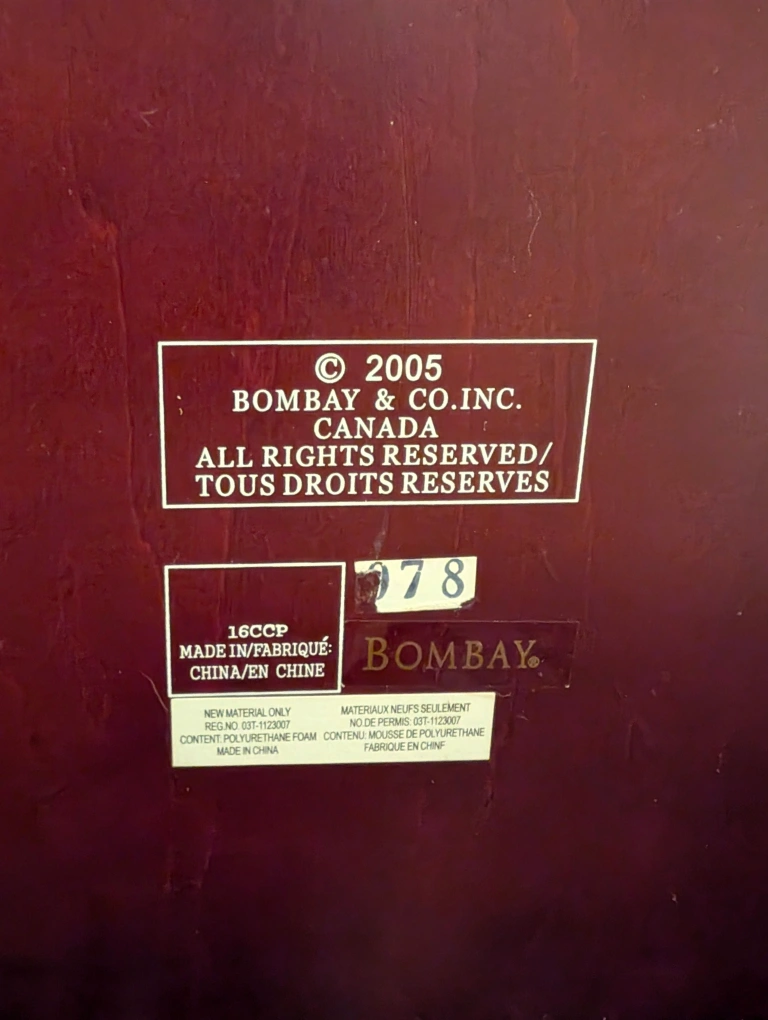 © 2005
BOMBAY & CO.INC.
CANADA
ALL RIGHTS RESERVED/
TOUS DROITS RESERVES
078
16CCP
MADE IN/FABRIQUÉ:
CHINA/EN CHINE
BOMBAY®
NEW MATERIAL ONLY
REG.NO. 03T-1123007
CONTENT: POLYURETHANE FOAM
MADE IN CHINA
MATERIAUX NEUFS SEULEMENT
NO.DE PERMIS: 03T-1123007
CONTENU: MOUSSE DE POLYURETHANE
FABRIQUE EN CHINE